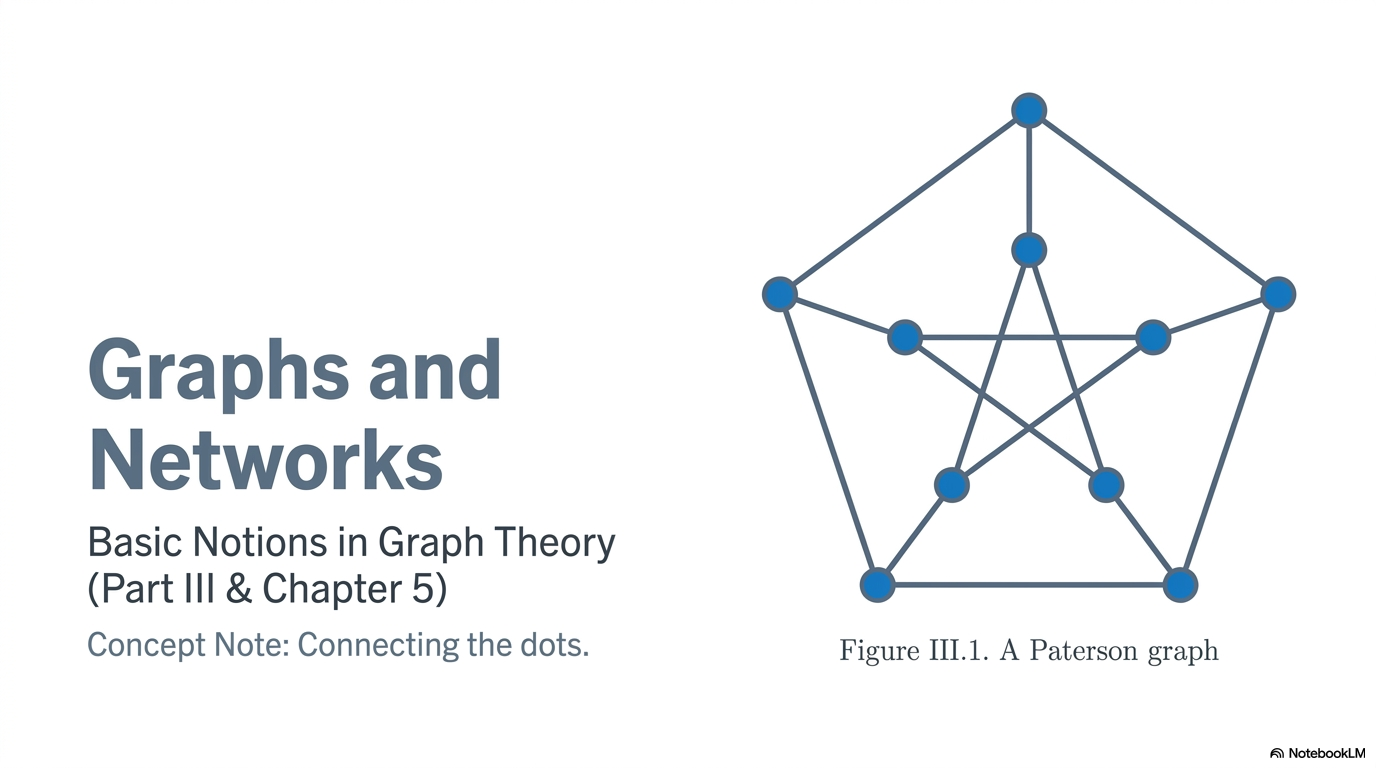 Graphs and
Networks
Basic Notions in Graph Theory
(Part III & Chapter 5)
Concept Note: Connecting the dots.
Figure III.1. A Paterson graph
NotebookLM